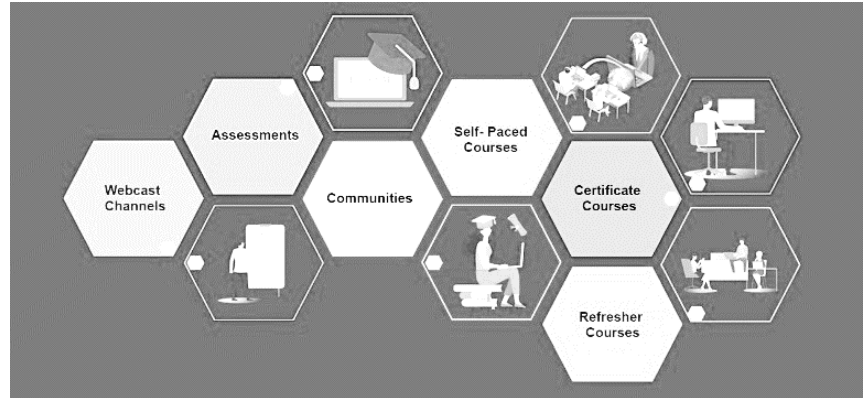 Webcast
Channels
Assessments
Communities
Self- Paced
Courses
Certificate
Courses
Refresher
Courses